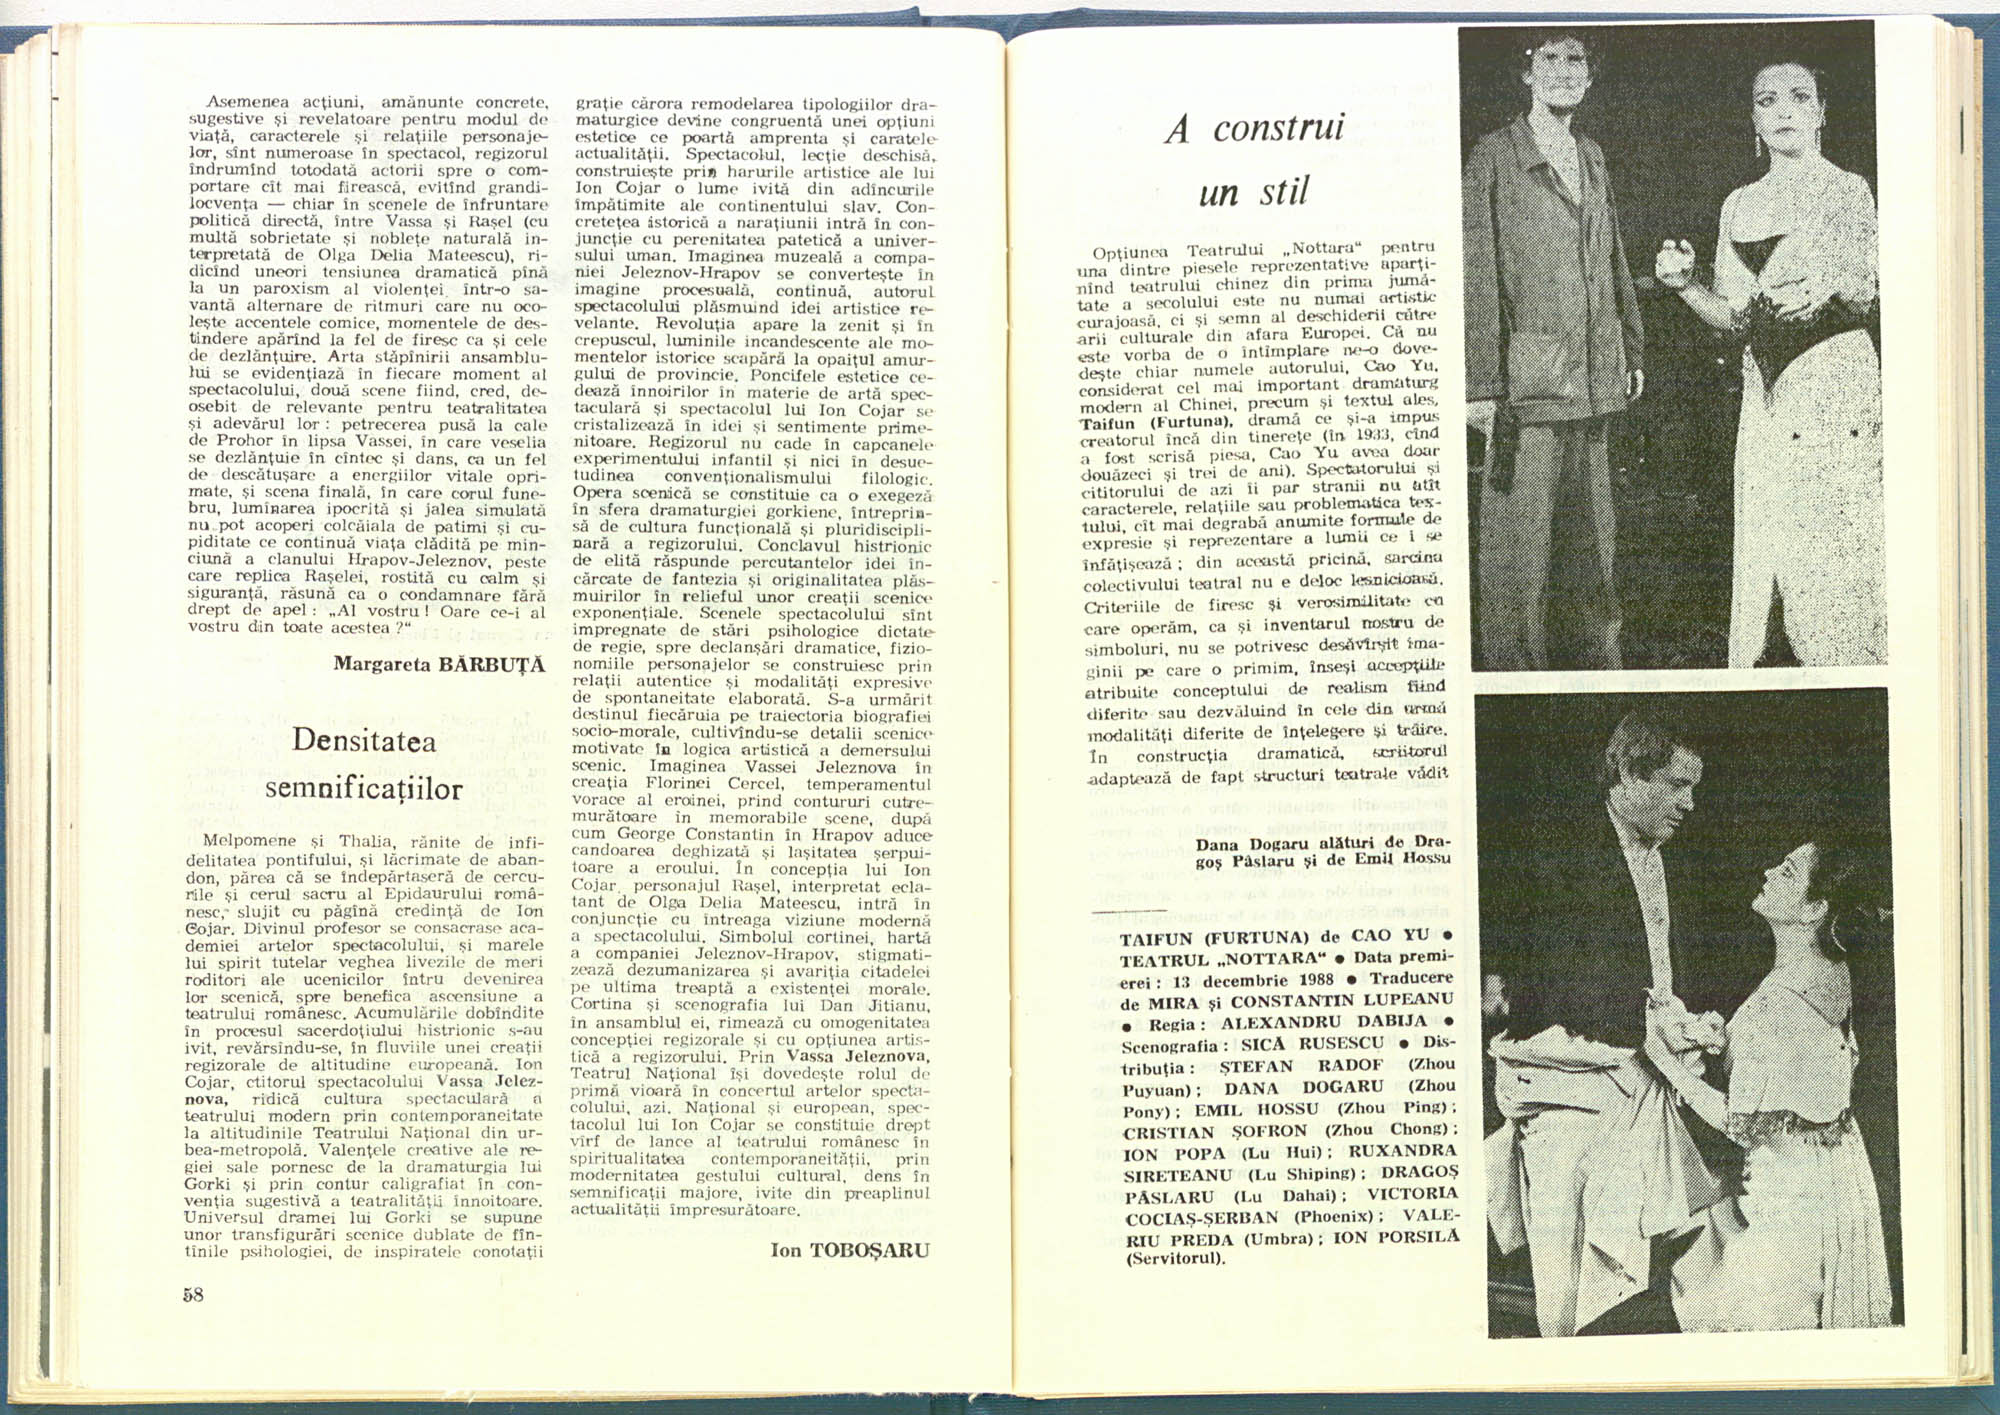 Asemenea acțiuni, amănunte concrete,
sugestive și revelatoare pentru modul de
viață, caracterele și relațiile personaje-
lor, sînt numeroase în spectacol, regizorul
îndrumînd totodată actorii spre o com-
portare cît mai firească, evitînd grandi-
locvența — chiar în scenele de înfruntare
politică directă, între Vassa și Rașel (cu
multă sobrietate și noblețe naturală in-
terpretată de Olga Delia Mateescu), ri-
dicînd uneori tensiunea dramatică pînă
la un paroxism al violenței, într-o sa-
vantă alternare de ritmuri care nu oco-
lește accentele comice, momentele de des-
tindere apărînd la fel de firesc ca și cele
de dezlănțuire. Arta stăpînirii ansamblu-
lui se evidențiază în fiecare moment al
spectacolului, două scene fiind, cred, de-
osebit de relevante pentru teatralitatea
și adevărul lor : petrecerea pusă la cale
de Prohor în lipsa Vassei, în care veselia
se dezlănțuie în cîntec și dans, ca un fel
de descătușare a energiilor vitale opri-
mate, și scena finală, în care corul fune-
bru, luminarea ipocrită și jalea simulată
nu pot acoperi colcăiala de patimi și cu-
piditate ce continuă viața clădită pe min-
ciună a clanului Hrapov-Jeleznov, peste
care replica Rașelei, rostită cu calm și
siguranță, răsună ca o condamnare fără
drept de apel : „Al vostru ! Oare ce-i al
vostru din toate acestea ?"
Margareta BĂRBUȚĂ
Densitatea
semnificațiilor
Melpomene și Thalia, rănite de infi-
delitatea pontifului, și lăcrimate de aban-
don, părea că se îndepărtaseră de cercu-
rile și cerul sacru al Epidaurului româ-
nesc, slujit cu păgînă credință de Ion
Cojar. Divinul profesor se consacrase aca-
demiei artelor spectacolului, și marele
lui spirit tutelar veghea livezile de meri
roditori ale ucenicilor întru devenirea
lor scenică, spre benefica ascensiune a
teatrului românesc. Acumulările dobîndite
în procesul sacerdoțiului histrionic s-au
ivit, revărsîndu-se, în fluviile unei creații
regizorale de altitudine europeană. Ion
Cojar, ctitorul spectacolului Vassa Jelez-
nova, ridică cultura spectaculară a
teatrului modern prin contemporaneitate
la altitudinile Teatrului Național din ur-
bea-metropolă. Valențele creative ale re-
giei sale pornesc de la dramaturgia lui
Gorki și prin contur caligrafiat în con-
venția sugestivă a teatralității înnoitoare.
Universul dramei lui Gorki se supune
unor transfigurări scenice dublate de fîn-
tînile psihologiei, de inspiratele conotații
58
grație cărora remodelarea tipologiilor dra-
maturgice devine congruentă unei opțiuni
estetice ce poartă amprenta și caratele
actualității. Spectacolul, lecție deschisă,
construiește prin harurile artistice ale lui
Ion Cojar o lume ivită din adîncurile
împătimite ale continentului slav. Con-
cretețea istorică a narațiunii intră în con-
juncție cu perenitatea patetică a univer-
sului uman. Imaginea muzeală a compa-
niei Jeleznov-Hrapov se convertește în
imagine procesuală, continuă, autorul
spectacolului plăsmuind idei artistice re-
velante. Revoluția apare la zenit și în
crepuscul, luminile incandescente ale mo-
mentelor istorice scapără la opaițul amur-
gului de provincie. Poncifele estetice ce-
dează înnoirilor în materie de artă spec-
taculară și spectacolul lui Ion Cojar se
cristalizează în idei și sentimente prime-
nitoare. Regizorul nu cade în capcanele
experimentului infantil și nici în desue-
tudinea convenționalismului filologic.
Opera scenică se constituie ca o exegeză
în sfera dramaturgiei gorkiene, întreprin-
să de cultura funcțională și pluridiscipli-
nară a regizorului. Conclavul histrionic
de elită răspunde percutantelor idei în-
cărcate de fantezia și originalitatea plăs-
muirilor în relieful unor creații scenice
exponențiale. Scenele spectacolului sînt
impregnate de stări psihologice dictate
de regie, spre declanșări dramatice, fizio-
nomiile personajelor se construiesc prin
relații autentice și modalități expresive
de spontaneitate elaborată. S-a urmărit
destinul fiecăruia pe traiectoria biografiei
socio-morale, cultivîndu-se detalii scenice
motivate în logica artistică a demersului
scenic. Imaginea Vassei Jeleznova în
creația Florinei Cercel, temperamentul
vorace al eroinei, prind contururi cutre-
murătoare în memorabile scene, după
cum George Constantin în Hrapov aduce
candoarea deghizată și lașitatea șerpui-
toare a eroului. În concepția lui Ion
Cojar, personajul Rașel, interpretat ecla-
tant de Olga Delia Mateescu, intră în
conjuncție cu întreaga viziune modernă
a spectacolului. Simbolul cortinei, hartă
a companiei Jeleznov-Hrapov, stigmati-
zează dezumanizarea și avariția citadelei
pe ultima treaptă a existenței morale.
Cortina și scenografia lui Dan Jitianu,
în ansamblul ei, rimează cu omogenitatea
concepției regizorale și cu opțiunea artis-
tică a regizorului. Prin Vassa Jeleznova,
Teatrul Național își dovedește rolul de
primă vioară în concertul artelor specta-
colului, azi. Național și european, spec-
tacolul lui Ion Cojar se constituie drept
vîrf de lance al teatrului românesc în
spiritualitatea contemporaneității, prin
modernitatea gestului cultural, dens în
semnificații majore, ivite din preaplinul
actualității împresurătoare.
Ion TOBOȘARU
A construi
un stil
Opțiunea Teatrului „Nottara" pentru
una dintre piesele reprezentative aparți-
nînd teatrului chinez din prima jumă-
tate a secolului este nu numai artistic
curajoasă, ci și semn al deschiderii către
arii culturale din afara Europei. Că nu
este vorba de o întîmplare ne-o dove-
dește chiar numele autorului, Cao Yu,
considerat cel mai important dramaturg
modern al Chinei, precum și textul ales,
Taifun (Furtuna), dramă ce și-a impus
creatorul încă din tinerețe (în 1933, cînd
a fost scrisă piesa, Cao Yu avea doar
douăzeci și trei de ani). Spectatorului și
cititorului de azi îi par stranii nu atît
caracterele, relațiile sau problematica tex-
tului, cît mai degrabă anumite formule de
expresie și reprezentare a lumii ce i se
înfățișează ; din această pricină, sarcina
colectivului teatral nu e deloc lesnicioasă.
Criteriile de firesc și verosimilitate cu
care operăm, ca și inventarul nostru de
simboluri, nu se potrivesc desăvîrșit ima-
ginii pe care o primim, înseși accepțiile
atribuite conceptului de realism fiind
diferite sau dezvăluind în cele din urmă
modalități diferite de înțelegere și trăire.
În construcția dramatică, scriitorul
adaptează de fapt structuri teatrale vădit
Dana Dogaru alături de Dra-
goș Pâslaru și de Emil Hossu
TAIFUN (FURTUNA) de CAO YU ●
TEATRUL „NOTTARA" ● Data premi-
erei : 13 decembrie 1988 ● Traducere
de MIRA și CONSTANTIN LUPEANU
● Regia : ALEXANDRU DABIJA ●
Scenografia : SICĂ RUSESCU ● Dis-
tribuția : ȘTEFAN RADOF (Zhou
Puyuan) ; DANA DOGARU (Zhou
Pony) ; EMIL HOSSU (Zhou Ping) ;
CRISTIAN ȘOFRON (Zhou Chong) ;
ION POPA (Lu Hui) ; RUXANDRA
SIRETEANU (Lu Shiping) ; DRAGOȘ
PÂSLARU (Lu Dahai) ; VICTORIA
COCIAȘ-ȘERBAN (Phoenix) ; VALE-
RIU PREDA (Umbra) ; ION PORSILĂ
(Servitorul).